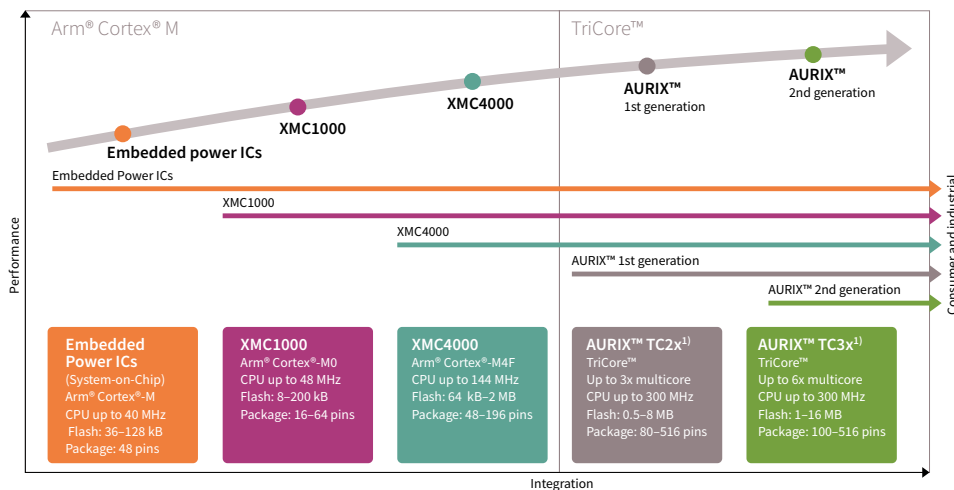 Arm® Cortex® M
TriCore™
AURIX™
2nd generation
AURIX™
1st generation
XMC4000
XMC1000
Embedded power ICs
Embedded Power ICs
XMC1000
XMC4000
AURIX™ 1st generation
AURIX™ 2nd generation
Performance
Consumer and industrial
Embedded
Power ICs
(System-on-Chip)
Arm® Cortex®-M
CPU up to 40 MHz
Flash: 36–128 kB
Package: 48 pins
XMC1000
Arm® Cortex®-M0
CPU up to 48 MHz
Flash: 8–200 kB
Package: 16–64 pins
XMC4000
Arm® Cortex®-M4F
CPU up to 144 MHz
Flash: 64 kB–2 MB
Package: 48–196 pins
AURIX™ TC2x1)
TriCore™
Up to 3x multicore
CPU up to 300 MHz
Flash: 0.5–8 MB
Package: 80–516 pins
AURIX™ TC3x1)
TriCore™
Up to 6x multicore
CPU up to 300 MHz
Flash: 1–16 MB
Package: 100–516 pins
Integration